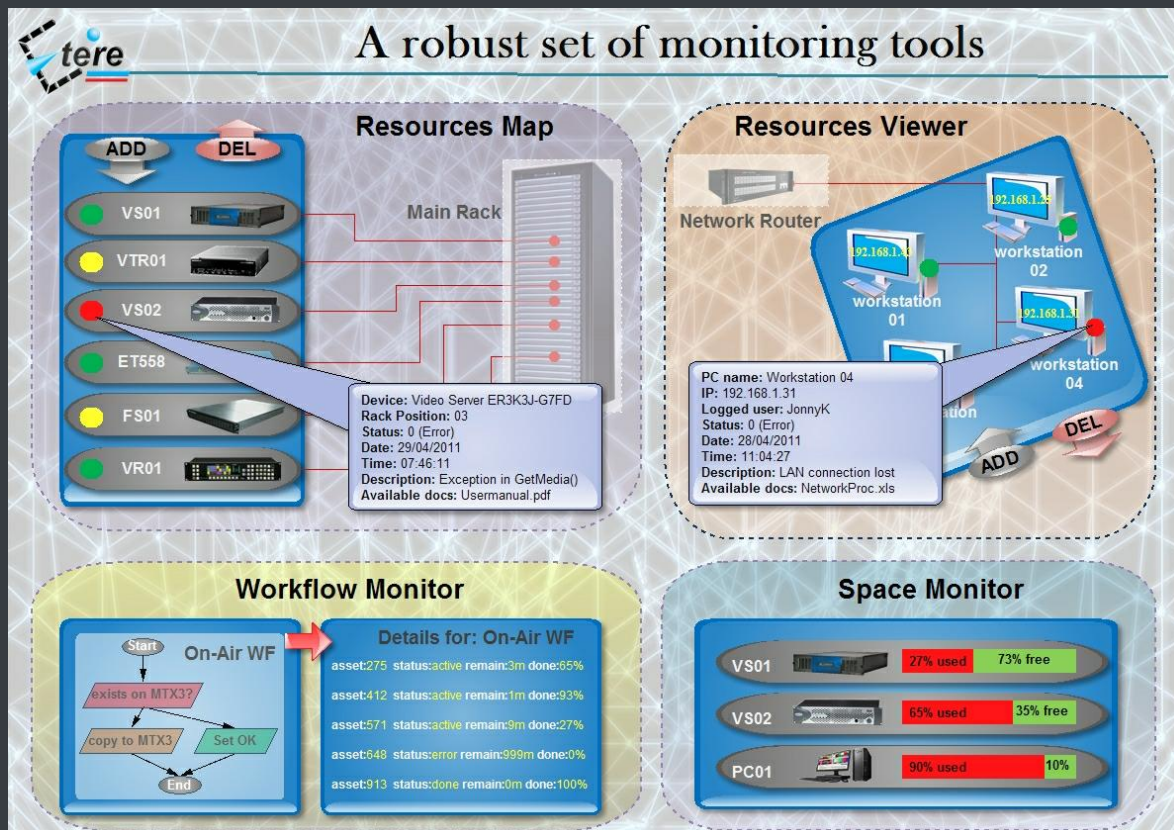 tere
A robust set of monitoring tools
Resources Map
ADD
DEL
VS01
VTR01
VS02
ET558
FS01
VR01
Main Rack
Device: Video Server ER3K3J-G7FD
Rack Position: 03
Status: 0 (Error)
Date: 29/04/2011
Time: 07:46:11
Description: Exception in GetMedia()
Available docs: Usermanual.pdf
Resources Viewer
Network Router
192.168.1.25
workstation
02
workstation
01
192.168.1.31
workstation
04
PC name: Workstation 04
IP: 192.168.1.31
Logged user: JonnyK
Status: 0 (Error)
Date: 28/04/2011
Time: 11:04:27
Description: LAN connection lost
Available docs: NetworkProc.xls
ADD
DEL
Workflow Monitor
Start
On-Air WF
exists on MTX3?
copy to MTX3
Set OK
End
Details for: On-Air WF
asset:275 status:active remain:3m done:65%
asset:412 status:active remain:1m done:93%
asset:571 status:active remain:9m done:27%
asset:648 status:error remain:999m done:0%
asset:913 status:done remain:0m done:100%
Space Monitor
VS01
27% used
73% free
VS02
65% used
35% free
PC01
90% used
10%